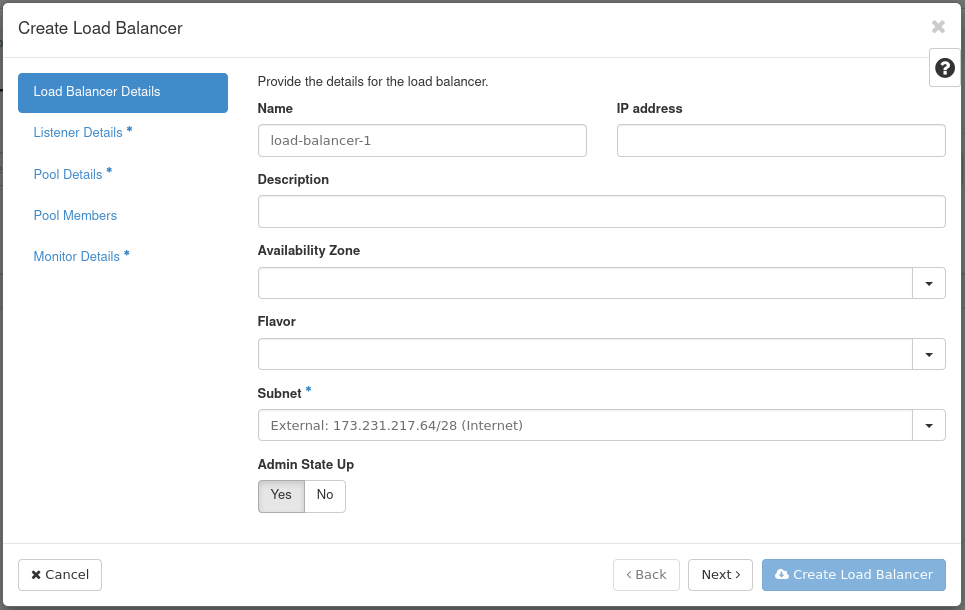 Create Load Balancer
Load Balancer Details
Listener Details *
Pool Details *
Pool Members
Monitor Details *
Provide the details for the load balancer.
Name
IP address
load-balancer-1
Description
Availability Zone
Flavor
Subnet *
External: 173.231.217.64/28 (Internet)
Admin State Up
Yes No
Cancel
Back
Next
Create Load Balancer